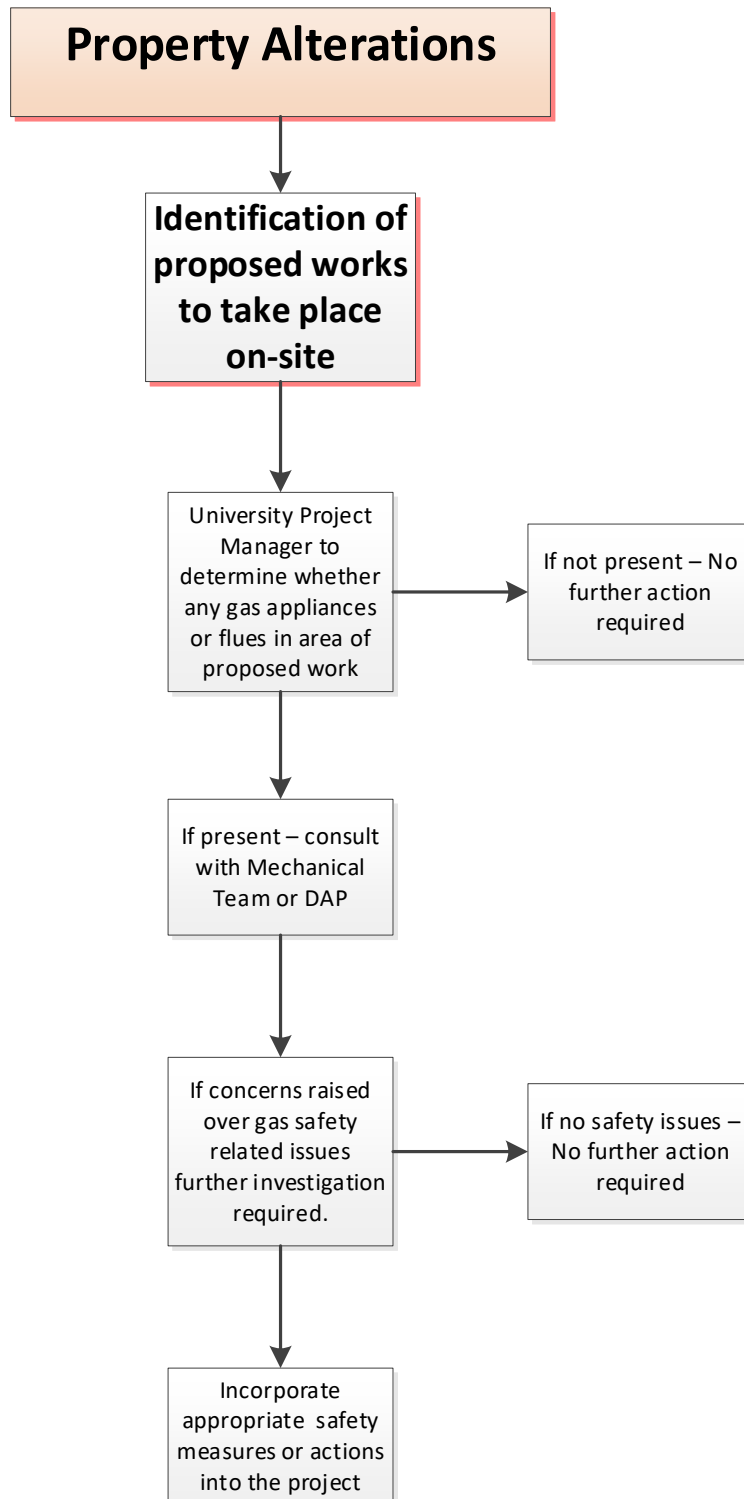 Property Alterations
Identification of
proposed works
to take place
on-site
University Project
Manager to
determine whether
any gas appliances
or flues in area of
proposed work
If not present – No
further action
required
If present – consult
with Mechanical
Team or DAP
If concerns raised
over gas safety
related issues
further investigation
required.
If no safety issues –
No further action
required
Incorporate
appropriate safety
measures or actions
into the project